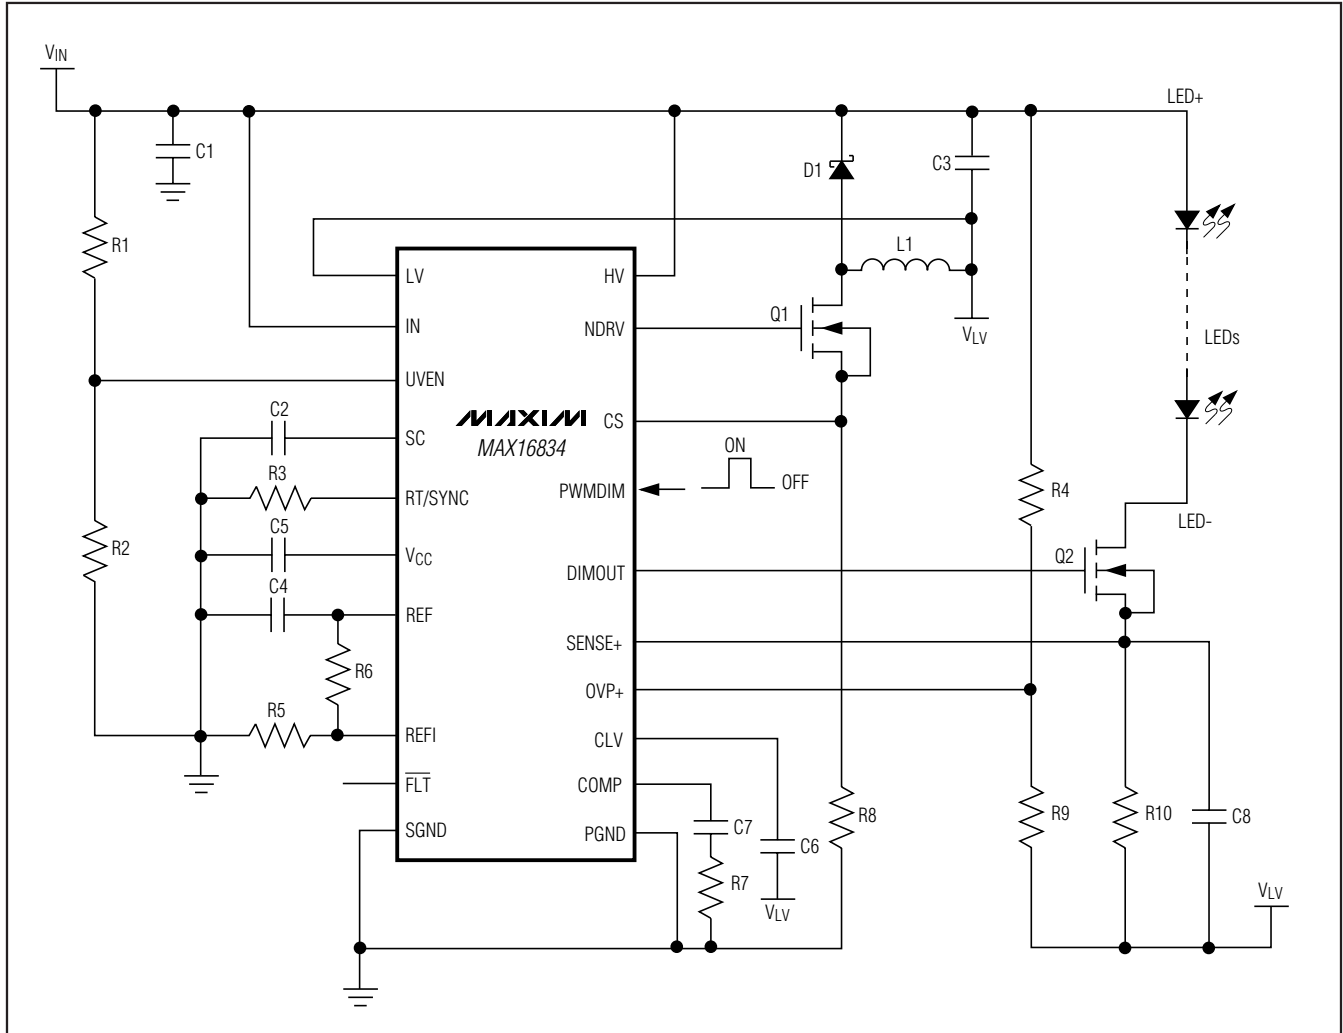 VIN
LED+
C1
D1
C3
R1
L1
LV
HV
IN
NDRV
Q1
VLV
LEDs
UVEN
C2
SC
MAXIM
MAX16834
CS
ON
OFF
R3
RT/SYNC
PWMDIM
R4
LED-
R2
C5
VCC
DIMOUT
Q2
C4
REF
SENSE+
R6
OVP+
R5
REFI
CLV
FLT
COMP
SGND
PGND
C7
C6
R8
R9
R10
C8
R7
VLV
VLV